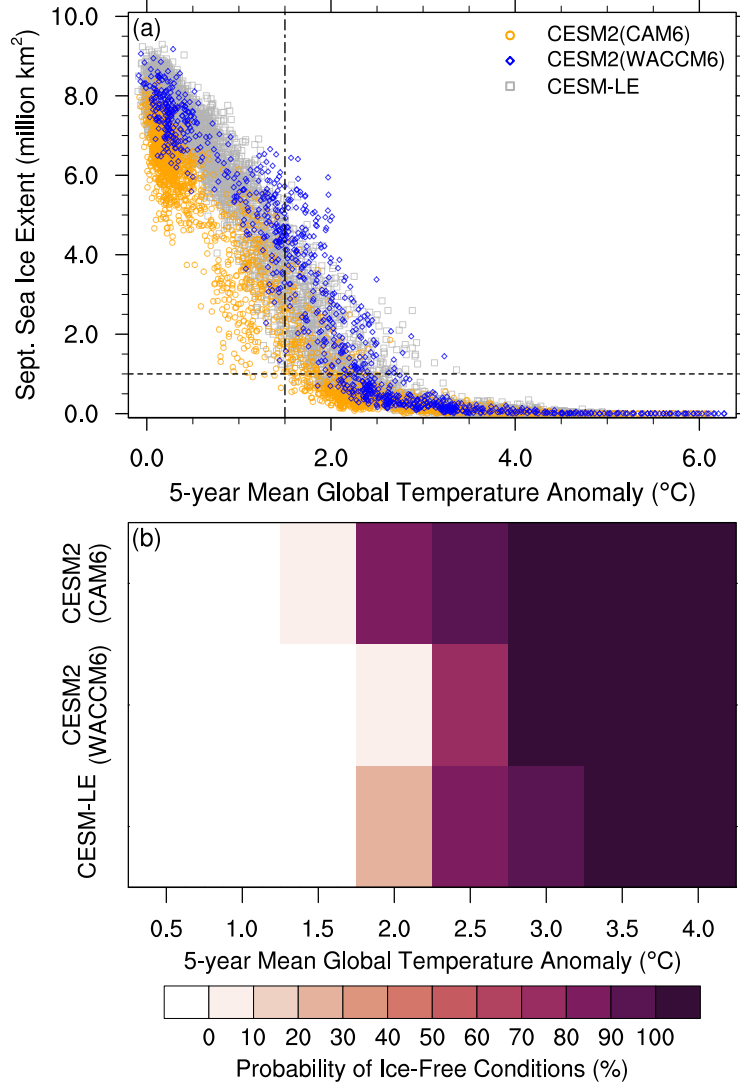 (a)
CESM2(CAM6)
CESM2(WACCM6)
CESM-LE
Sept. Sea Ice Extent (million km²)
8.0
6.0
4.0
2.0
0.0
0.0 2.0 4.0 6.0
5-year Mean Global Temperature Anomaly (°C)
(b)
CESM2
(CAM6)
CESM2
(WACCM6)
CESM-LE
0.5 1.0 1.5 2.0 2.5 3.0 3.5 4.0
5-year Mean Global Temperature Anomaly (°C)
0 10 20 30 40 50 60 70 80 90 100
Probability of Ice-Free Conditions (%)